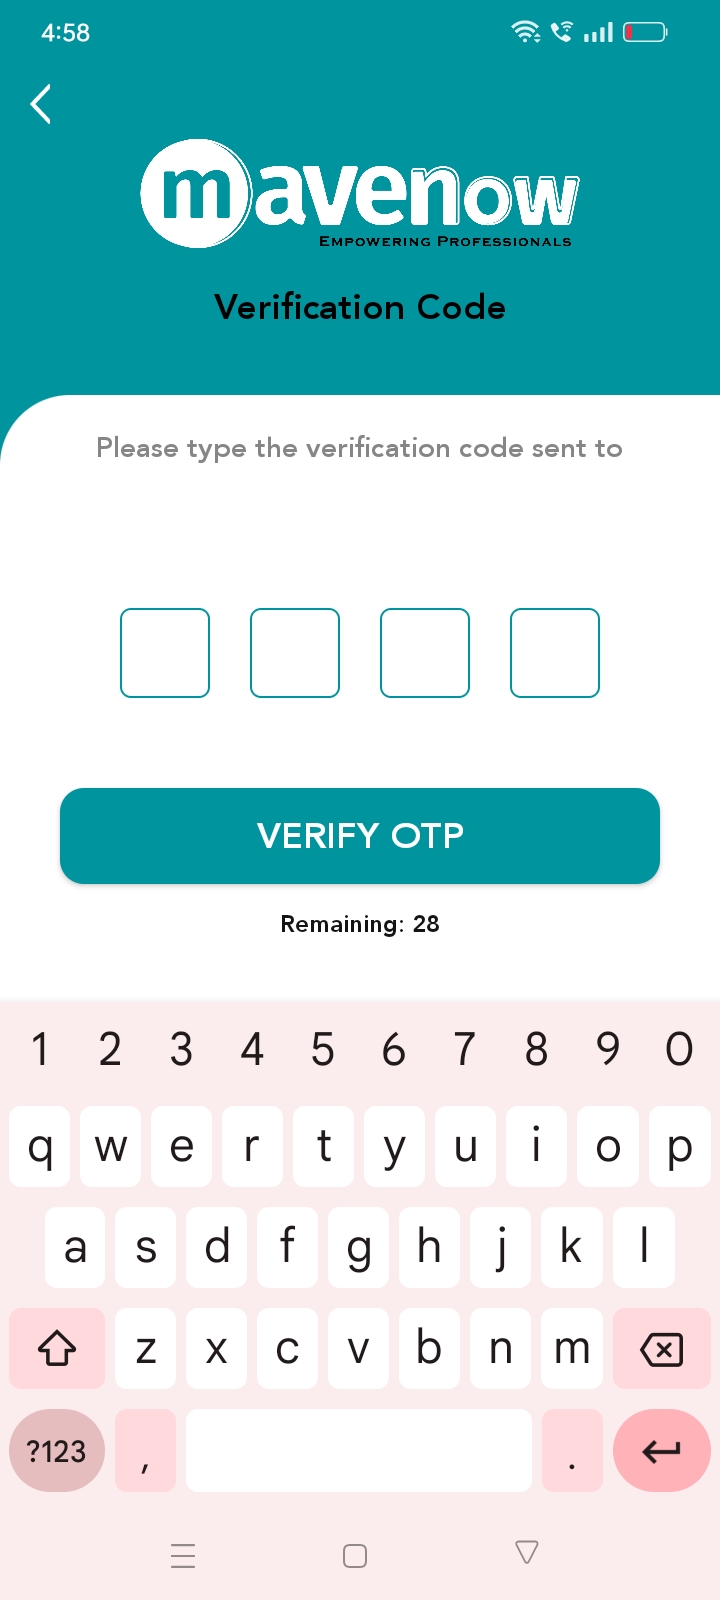 4:58
mavenow
EMPOWERING PROFESSIONALS
Verification Code
Please type the verification code sent to
VERIFY OTP
Remaining: 28
1 2 3 4 5 6 7 8 9 0
q w e r t y u i o p
a s d f g h j k l
z x c v b n m
?123 , .